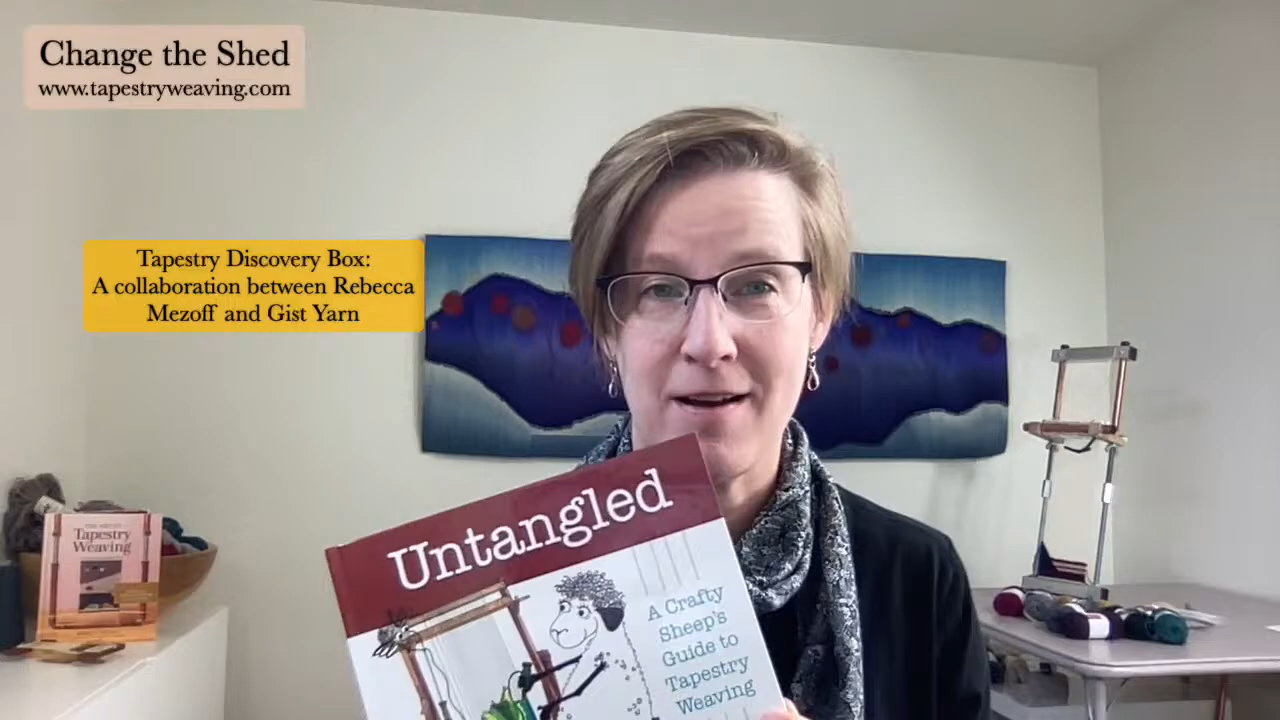 Change the Shed
www.tapestryweaving.com
Tapestry Discovery Box:
A collaboration between Rebecca
Mezoff and Gist Yarn
Untangled
A Crafty
Sheep's
Guide to
Tapestry
Weaving
Tapestry
Weaving